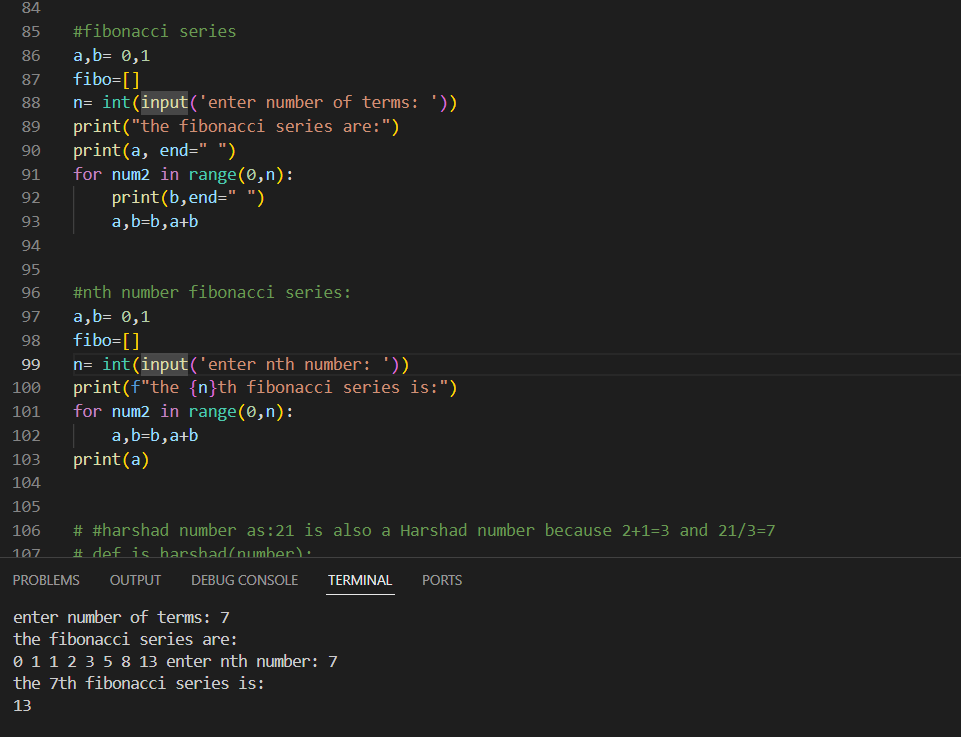 84
85 #fibonacci series
86 a,b= 0,1
87 fibo=[]
88 n= int(input('enter number of terms: '))
89 print("the fibonacci series are:")
90 print(a, end=" ")
91 for num2 in range(0,n):
92     print(b,end=" ")
93     a,b=b,a+b
94
95
96 #nth number fibonacci series:
97 a,b= 0,1
98 fibo=[]
99 n= int(input('enter nth number: '))
100 print(f"the {n}th fibonacci series is:")
101 for num2 in range(0,n):
102     a,b=b,a+b
103 print(a)
104
105
106 # #harshad number as:21 is also a Harshad number because 2+1=3 and 21/3=7
107 # def is_harshad(number):
PROBLEMS OUTPUT DEBUG CONSOLE TERMINAL PORTS
enter number of terms: 7
the fibonacci series are:
0 1 1 2 3 5 8 13 enter nth number: 7
the 7th fibonacci series is:
13